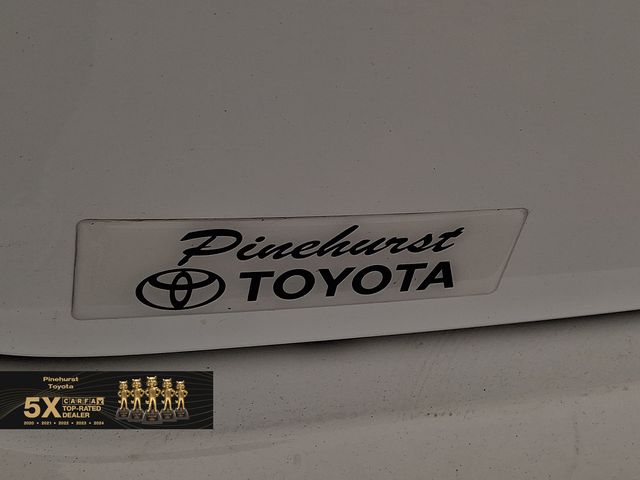 Pinehurst
TOYOTA
Pinehurst
Toyota
5X CARFAX
TOP-RATED
DEALER
2020 • 2021 • 2022 • 2023 • 2024